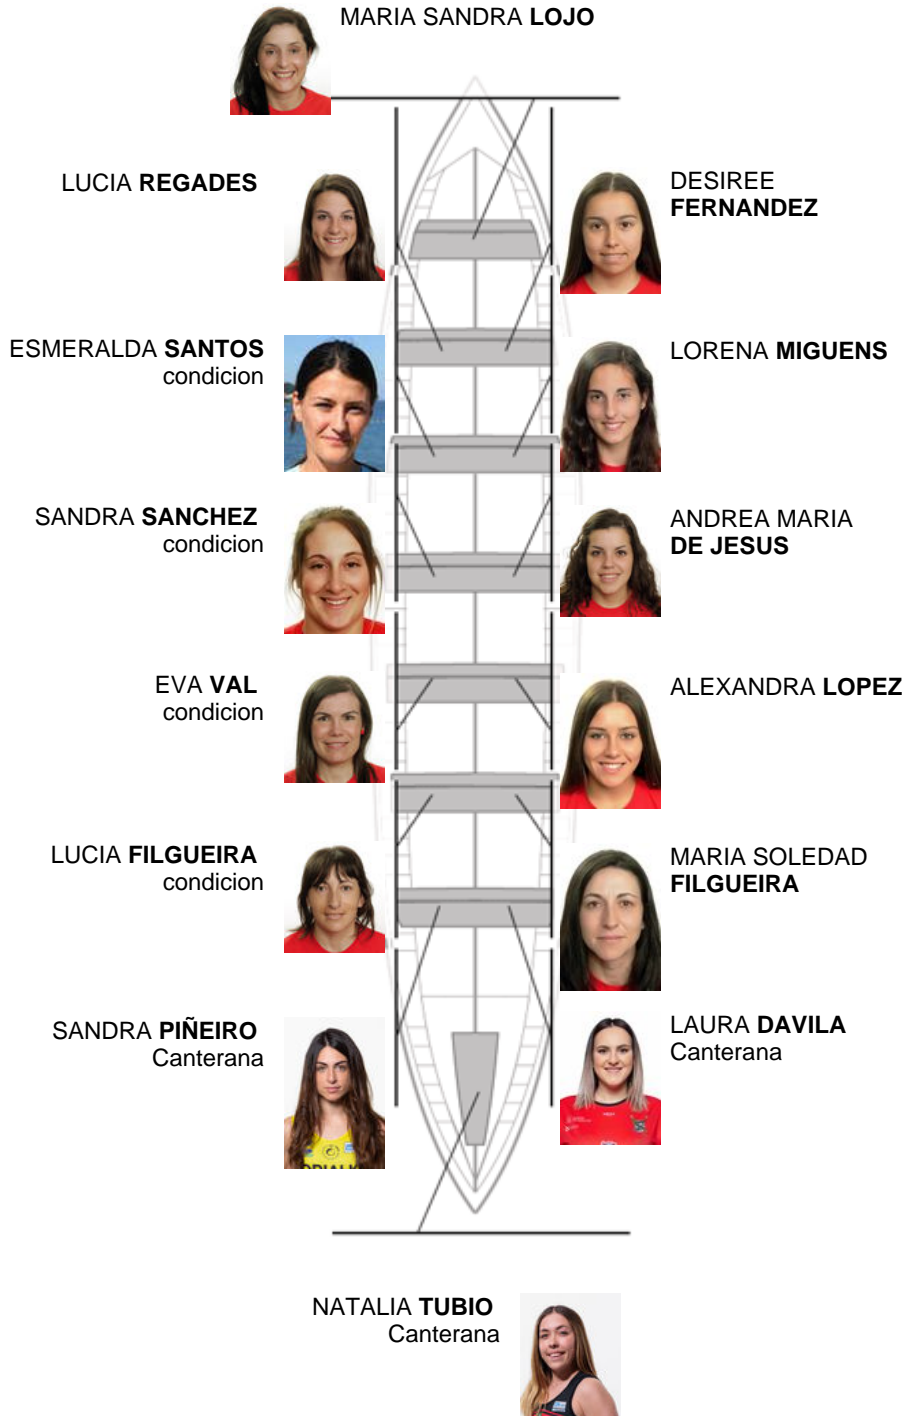 MARIA SANDRA LOJO
LUCIA REGADES
DESIREE
FERNANDEZ
ESMERALDA SANTOS
condicion
LORENA MIGUENS
SANDRA SANCHEZ
condicion
ANDREA MARIA
DE JESUS
EVA VAL
condicion
ALEXANDRA LOPEZ
LUCIA FILGUEIRA
condicion
MARIA SOLEDAD
FILGUEIRA
SANDRA PIÑEIRO
Canterana
LAURA DAVILA
Canterana
NATALIA TUBIO
Canterana